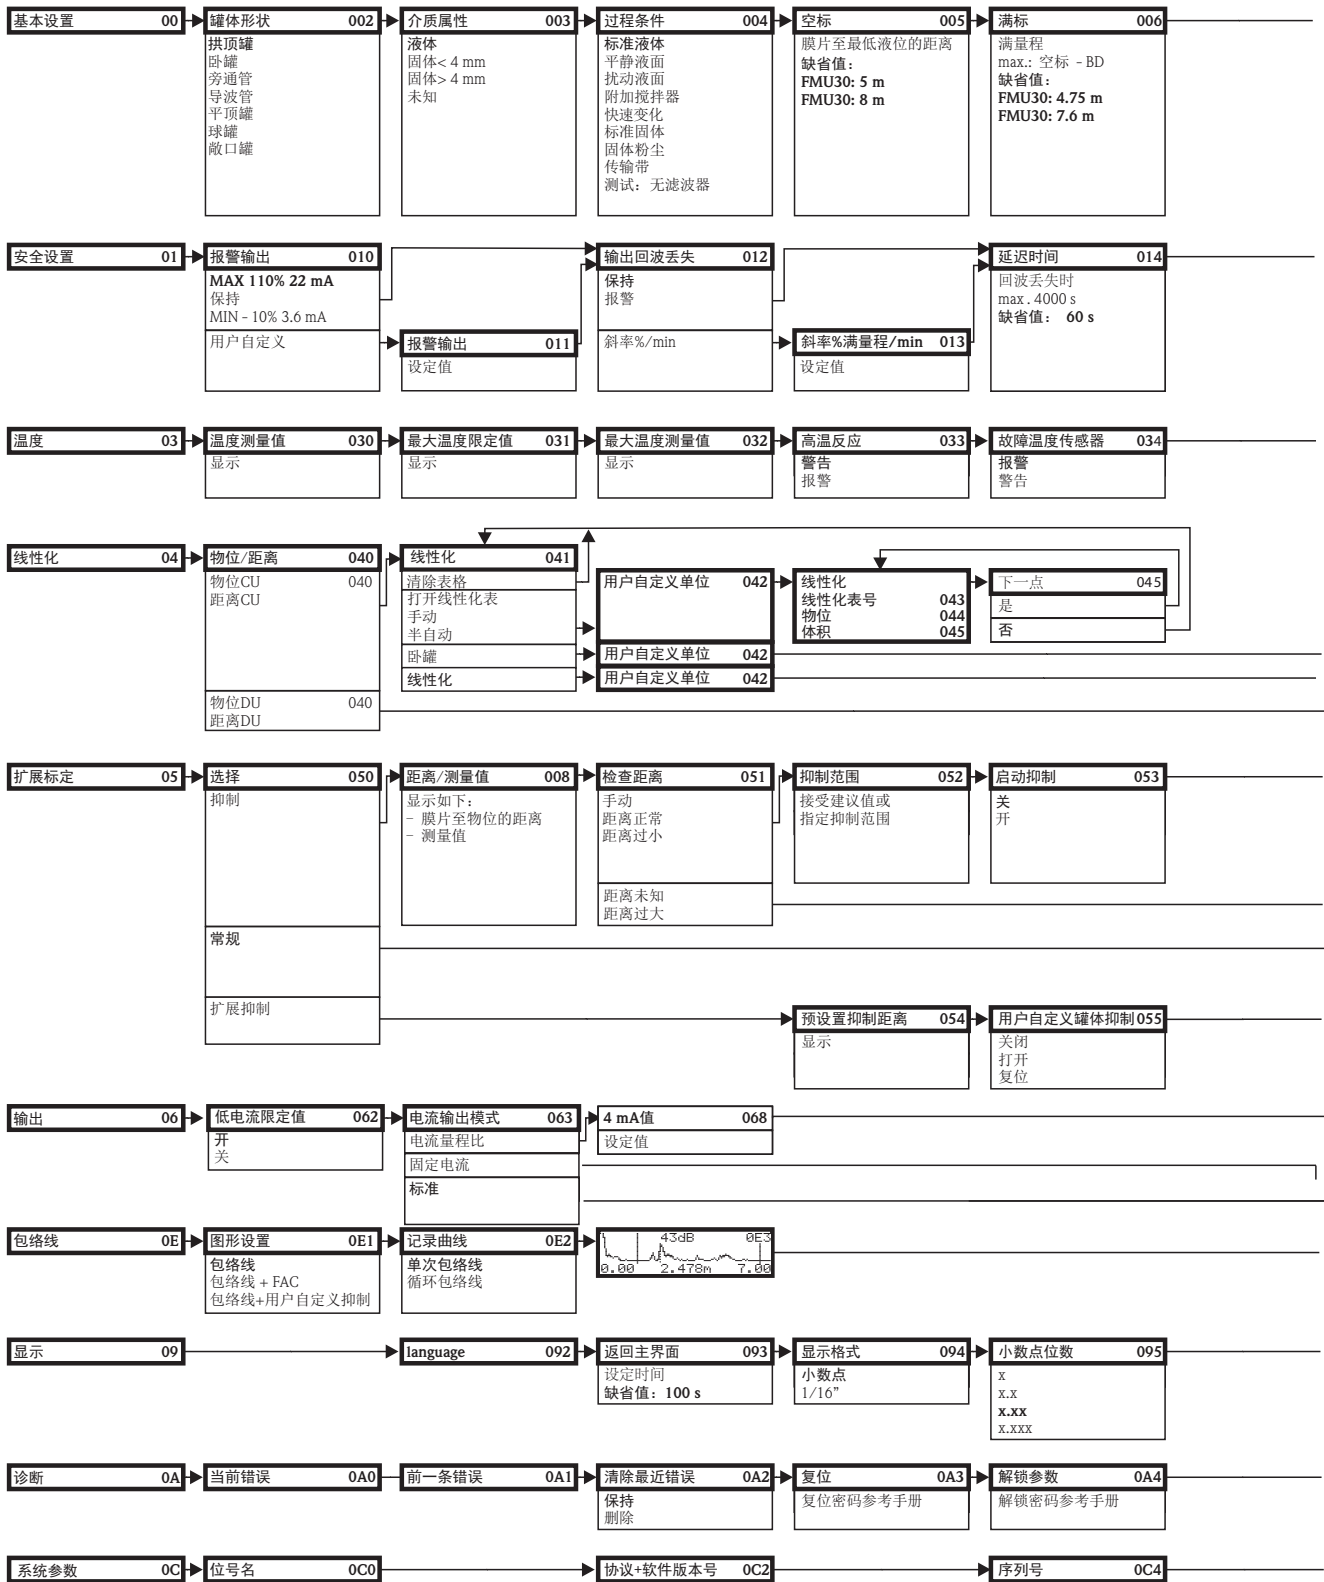 基本设置 00
罐体形状 002
拱顶罐
卧罐
旁通管
导波管
平顶罐
球罐
敞口罐
介质属性 003
液体
固体< 4 mm
固体> 4 mm
未知
过程条件 004
标准液体
平静液面
扰动液面
附加搅拌器
快速变化
标准固体
固体粉尘
传输带
测试：无滤波器
空标 005
膜片至最低液位的距离
缺省值：
FMU30: 5 m
FMU30: 8 m
满标 006
满量程
max.: 空标 - BD
缺省值：
FMU30: 4.75 m
FMU30: 7.6 m
安全设置 01
报警输出 010
MAX 110% 22 mA
保持
MIN - 10% 3.6 mA
用户自定义
报警输出 011
设定值
输出回波丢失 012
保持
报警
斜率%/min
斜率%满量程/min 013
设定值
延迟时间 014
回波丢失时
max . 4000 s
缺省值： 60 s
温度 03
温度测量值 030
显示
最大温度限定值 031
显示
最大温度测量值 032
显示
高温反应 033
警告
报警
故障温度传感器 034
报警
警告
线性化 04
物位/距离 040
物位CU 040
距离CU
物位DU 040
距离DU
线性化 041
清除表格
打开线性化表
手动
半自动
卧罐
线性化
用户自定义单位 042
用户自定义单位 042
用户自定义单位 042
线性化
线性化表号 043
物位 044
体积 045
下一点 045
是
否
扩展标定 05
选择 050
抑制
常规
扩展抑制
距离/测量值 008
显示如下：
- 膜片至物位的距离
- 测量值
检查距离 051
手动
距离正常
距离过小
距离未知
距离过大
抑制范围 052
接受建议值或
指定抑制范围
启动抑制 053
关
开
预设置抑制距离 054
显示
用户自定义罐体抑制 055
关闭
打开
复位
输出 06
低电流限定值 062
开
关
电流输出模式 063
电流量程比
固定电流
标准
4 mA值 068
设定值
包络线 0E
图形设置 0E1
包络线
包络线 + FAC
包络线+用户自定义抑制
记录曲线 0E2
单次包络线
循环包络线
43dB 0E3
0.00 2.478m 7.00
显示 09
language 092
返回主界面 093
设定时间
缺省值：100 s
显示格式 094
小数点
1/16”
小数点位数 095
x
x.x
x.xx
x.xxx
诊断 0A
当前错误 0A0
前一条错误 0A1
清除最近错误 0A2
保持
删除
复位 0A3
复位密码参考手册
解锁参数 0A4
解锁密码参考手册
系统参数 0C
位号名 0C0
协议+软件版本号 0C2
序列号 0C4